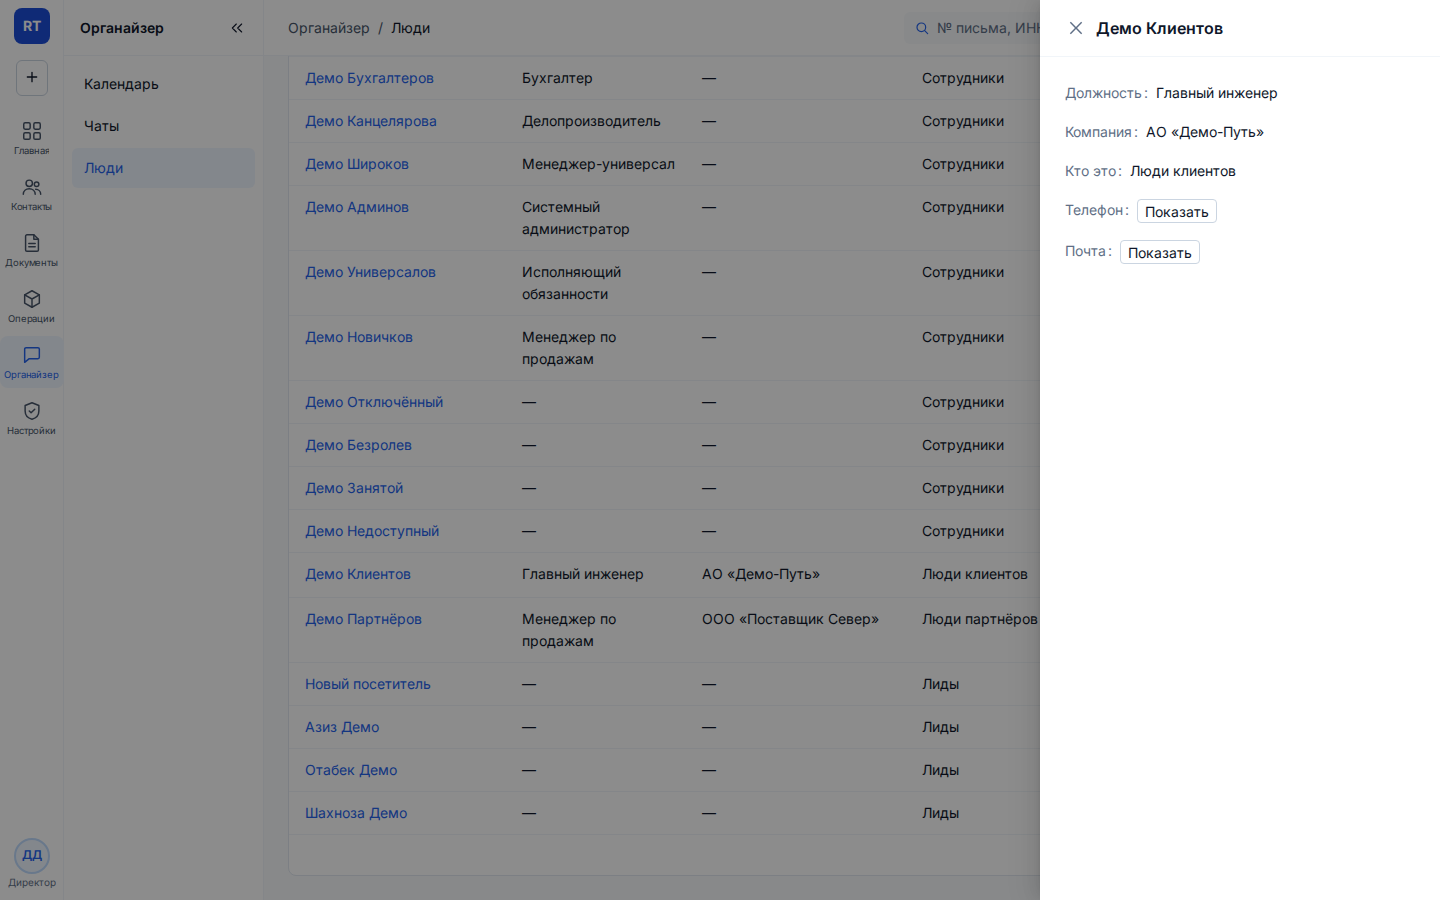 RT
Органайзер
Органайзер / Люди
№ письма, ИНН
Демо Клиентов
Главная
Контакты
Документы
Операции
Органайзер
Настройки
ДД
Директор
Календарь
Чаты
Люди
Демо Бухгалтеров Бухгалтер — Сотрудники
Демо Канцелярова Делопроизводитель — Сотрудники
Демо Широков Менеджер-универсал — Сотрудники
Демо Админов Системный — Сотрудники
администратор
Демо Универсалов Исполняющий — Сотрудники
обязанности
Демо Новичков Менеджер по — Сотрудники
продажам
Демо Отключённый — — Сотрудники
Демо Безролев — — Сотрудники
Демо Занятой — — Сотрудники
Демо Недоступный — — Сотрудники
Демо Клиентов Главный инженер АО «Демо-Путь» Люди клиентов
Демо Партнёров Менеджер по ООО «Поставщик Север» Люди партнёров
продажам
Новый посетитель — — Лиды
Азиз Демо — — Лиды
Отабек Демо — — Лиды
Шахноза Демо — — Лиды
Должность: Главный инженер
Компания: АО «Демо-Путь»
Кто это: Люди клиентов
Телефон: Показать
Почта: Показать